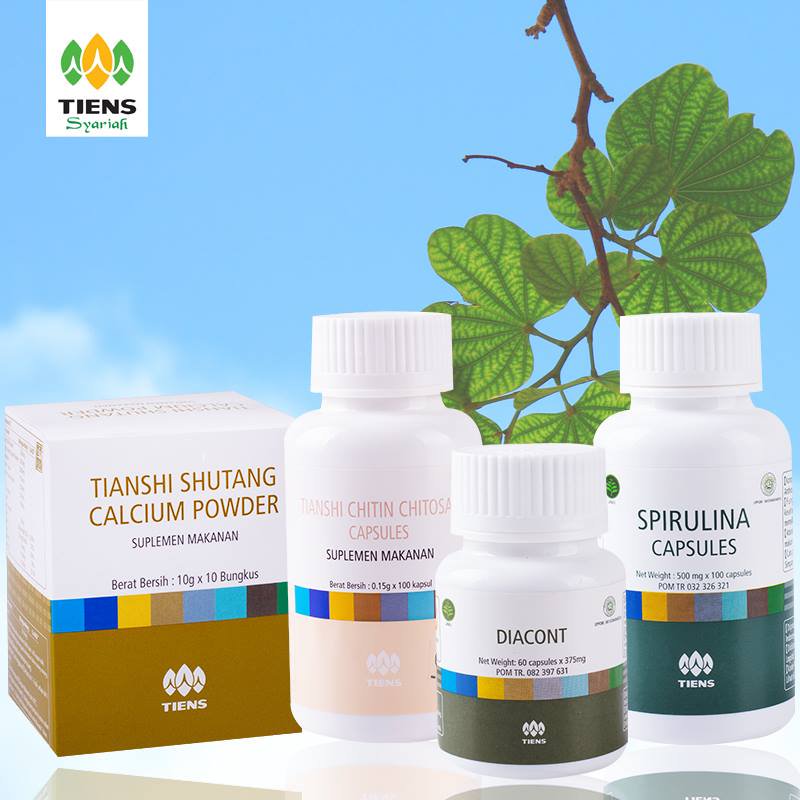 TIENS
Syariah
TIANSHI SHUTANG
CALCIUM POWDER
SUPLEMEN MAKANAN
Berat Bersih : 10g x 10 Bungkus
TIENS
TIANSHI CHITIN CHITOSA
CAPSULES
SUPLEMEN MAKANAN
Berat Bersih : 0.15g x 100 kapsul
TIENS
DIACONT
Net Weight: 60 capsules x 375mg
POM TR. 082 397 631
TIENS
SPIRULINA
CAPSULES
Net Weight : 500 mg x 100 capsules
POM TR 032 326 321
TIENS